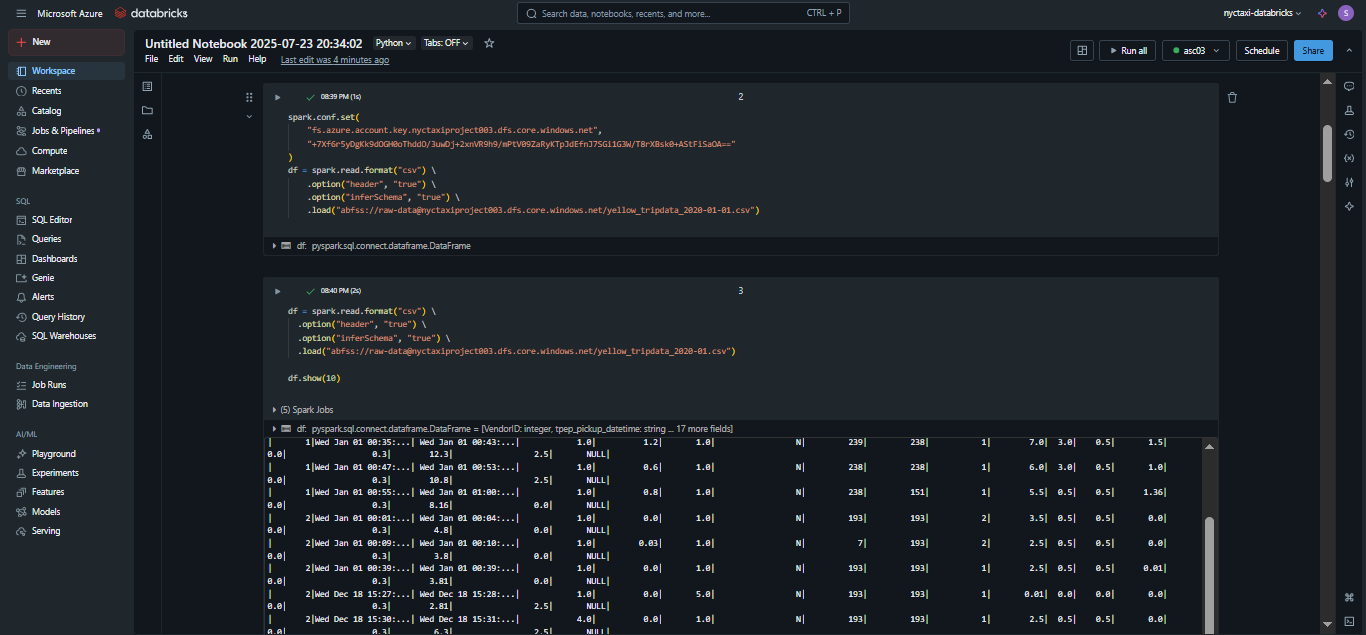 Microsoft Azure databricks
Search data, notebooks, recents, and more... CTRL + P
nyctaxi-databricks S
New
Workspace
Recents
Catalog
Jobs & Pipelines
Compute
Marketplace
SQL
SQL Editor
Queries
Dashboards
Genie
Alerts
Query History
SQL Warehouses
Data Engineering
Job Runs
Data Ingestion
AI/ML
Playground
Experiments
Features
Models
Serving
Untitled Notebook 2025-07-23 20:34:02 Python Tabs: OFF
File Edit View Run Help Last edit was 4 minutes ago
Run all asc03 Schedule Share
08:39 PM (1s) 2
spark.conf.set(
"fs.azure.account.key.nyctaxiproject003.dfs.core.windows.net",
)
df = spark.read.format("csv") \
.option("header", "true") \
.option("inferSchema", "true") \
.load("abfss://raw-data@nyctaxiproject003.dfs.core.windows.net/yellow_tripdata_2020-01-01.csv")
df: pyspark.sql.connect.dataframe.DataFrame
08:40 PM (2s) 3
df = spark.read.format("csv") \
.option("header", "true") \
.option("inferSchema", "true") \
.load("abfss://raw-data@nyctaxiproject003.dfs.core.windows.net/yellow_tripdata_2020-01.csv")
df.show(10)
(5) Spark Jobs
df: pyspark.sql.connect.dataframe.DataFrame = [VendorID: integer, tpep_pickup_datetime: string ... 17 more fields]
| 1|Wed Jan 01 00:35:...| Wed Jan 01 00:43:...| 1.0| 1.2| 1.0| N| 239| 238| 1| 7.0| 3.0| 0.5| 1.5|
0.0| 0.3| 12.3| 2.5| NULL|
| 1|Wed Jan 01 00:47:...| Wed Jan 01 00:53:...| 1.0| 0.6| 1.0| N| 238| 238| 1| 6.0| 3.0| 0.5| 1.0|
0.0| 0.3| 10.8| 2.5| NULL|
| 1|Wed Jan 01 00:55:...| Wed Jan 01 01:00:...| 1.0| 0.8| 1.0| N| 238| 151| 1| 5.5| 0.5| 0.5| 1.36|
0.0| 0.3| 8.16| 0.0| NULL|
| 2|Wed Jan 01 00:01:...| Wed Jan 01 00:04:...| 1.0| 0.0| 1.0| N| 193| 193| 2| 3.5| 0.5| 0.5| 0.0|
0.0| 0.3| 4.8| 0.0| NULL|
| 2|Wed Jan 01 00:09:...| Wed Jan 01 00:10:...| 1.0| 0.03| 1.0| N| 7| 193| 2| 2.5| 0.5| 0.5| 0.0|
0.0| 0.3| 3.8| 0.0| NULL|
| 2|Wed Jan 01 00:39:...| Wed Jan 01 00:39:...| 1.0| 0.0| 1.0| N| 193| 193| 1| 2.5| 0.5| 0.5| 0.01|
0.0| 0.3| 3.81| 0.0| NULL|
| 2|Wed Dec 18 15:27:...| Wed Dec 18 15:28:...| 1.0| 0.0| 5.0| N| 193| 193| 1| 0.01| 0.0| 0.0| 0.0|
0.0| 0.3| 2.81| 2.5| NULL|
| 2|Wed Dec 18 15:30:...| Wed Dec 18 15:31:...| 4.0| 0.0| 1.0| N| 193| 193| 1| 2.5| 0.5| 0.5| 0.0|
0.0| 0.3| 6.3| 2.5| NULL|